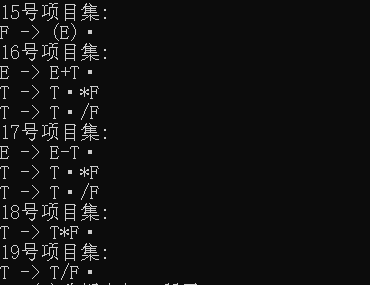 15号项目集:
F -> (E)·
16号项目集:
E -> E+T·
T -> T·*F
T -> T·/F
17号项目集:
E -> E-T·
T -> T·*F
T -> T·/F
18号项目集:
T -> T*F·
19号项目集:
T -> T/F·